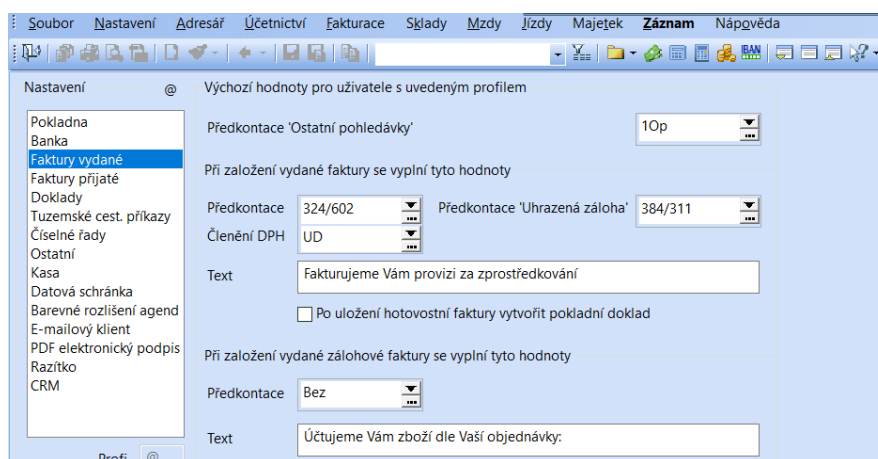 Soubor Nastavení Adresář Účetnictví Fakturace Sklady Mzdy Jízdy Majetek Záznam Nápověda
IBAN
Nastavení @ Výchozí hodnoty pro uživatele s uvedeným profilem
Pokladna
Banka
Faktury vydané
Faktury přijaté
Doklady
Tuzemské cest. příkazy
Číselné řady
Ostatní
Kasa
Datová schránka
Barevné rozlišení agend
E-mailový klient
PDF elektronický podpis
Razítko
CRM
Profi @
Předkontace 'Ostatní pohledávky' 1Op
Při založení vydané faktury se vyplní tyto hodnoty
Předkontace 324/602 Předkontace 'Uhrazená záloha' 384/311
Členění DPH UD
Text Fakturujeme Vám provizi za zprostředkování
Po uložení hotovostní faktury vytvořit pokladní doklad
Při založení vydané zálohové faktury se vyplní tyto hodnoty
Předkontace Bez
Text Účtujeme Vám zboží dle Vaší objednávky: